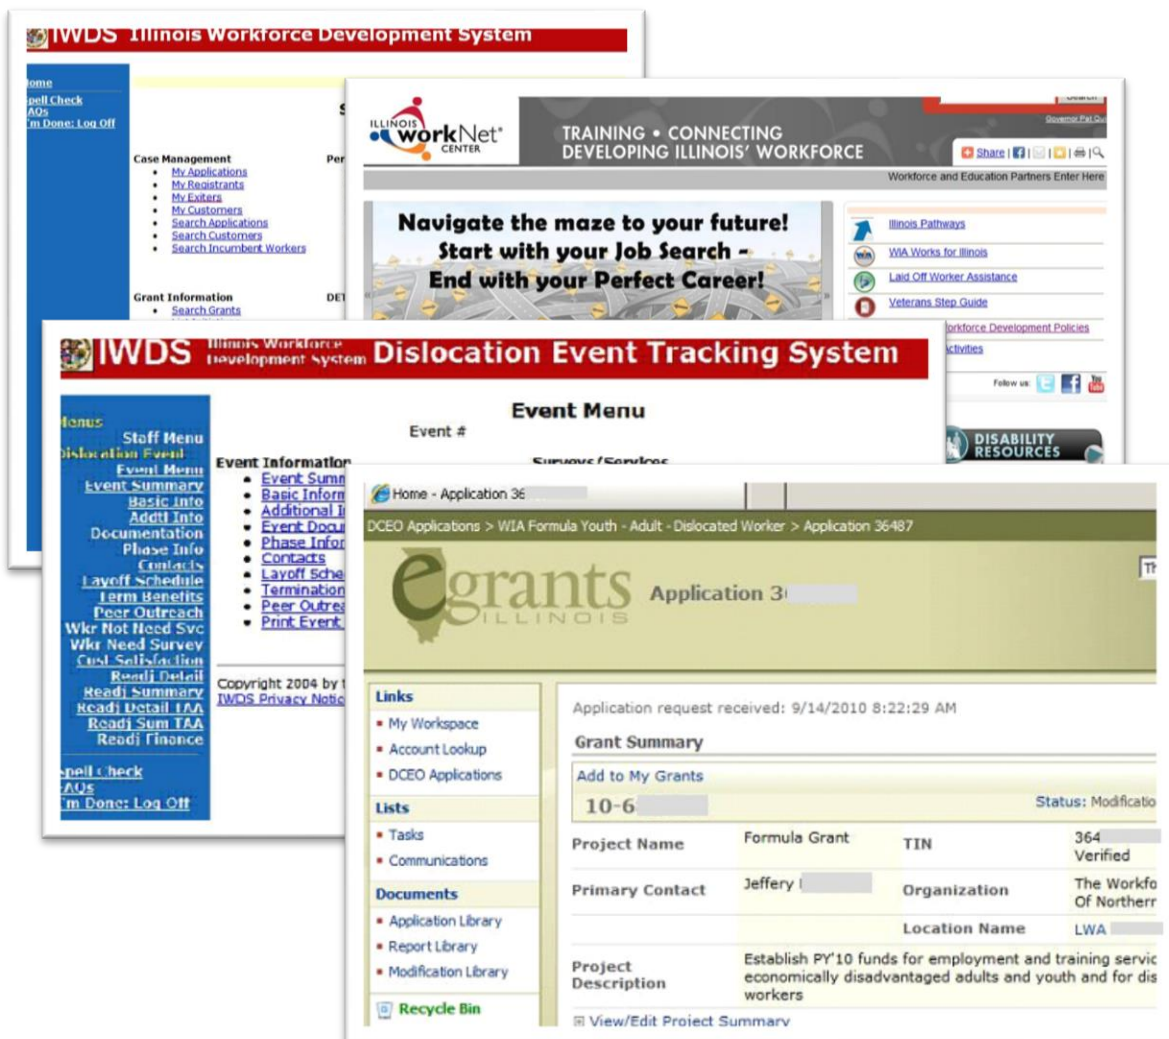 IWDS Illinois Workforce Development System
Home
Spell Check
FAQs
I'm Done: Log Off
Case Management
My Applications
My Registrants
My Exiters
My Customers
Search Applications
Search Customers
Search Incumbent Workers
Grant Information
Search Grants
ILLINOIS
workNet
CENTER
TRAINING • CONNECTING
DEVELOPING ILLINOIS' WORKFORCE
Search
Governor Pat Qui
Share
Workforce and Education Partners Enter Here
Navigate the maze to your future!
Start with your Job Search -
End with your Perfect Career!
Illinois Pathways
WIA Works for Illinois
Laid Off Worker Assistance
Veterans Step Guide
orkforce Development Policies
ctivities
Follow us:
DISABILITY
RESOURCES
IWDS Illinois Workforce Development System Dislocation Event Tracking System
Menus
Staff Menu
Dislocation Event
Event Menu
Event Summary
Basic Info
Addtl Info
Documentation
Phase Info
Contacts
Layoff Schedule
Term Benefits
Peer Outreach
Wkr Not Need Svc
Wkr Need Survey
Cust Satisfaction
Readj Detail
Readj Summary
Readj Detail TAA
Readj Sum TAA
Readj Finance
Spell Check
FAQs
I'm Done: Log Off
Event Menu
Event #
Event Information
Surveys/Services
Event Summ
Basic Inform
Additional I
Event Docu
Phase Infor
Contacts
Layoff Sche
Termination
Peer Outrea
Print Event
Copyright 2004 by t
IWDS Privacy Notic
Home - Application 36
DCEO Applications > WIA Formula Youth - Adult - Dislocated Worker > Application 36487
egrants
ILLINOIS
Application 3
Th
Links
My Workspace
Account Lookup
DCEO Applications
Lists
Tasks
Communications
Documents
Application Library
Report Library
Modification Library
Recycle Bin
Application request received: 9/14/2010 8:22:29 AM
Grant Summary
Add to My Grants
10-6
Status: Modificatio
Project Name Formula Grant TIN 364
Verified
Primary Contact Jeffery Organization The Workfo
Of Northern
Location Name LWA
Project Description
Establish PY'10 funds for employment and training servic
economically disadvantaged adults and youth and for dis
workers
View/Edit Project Summary